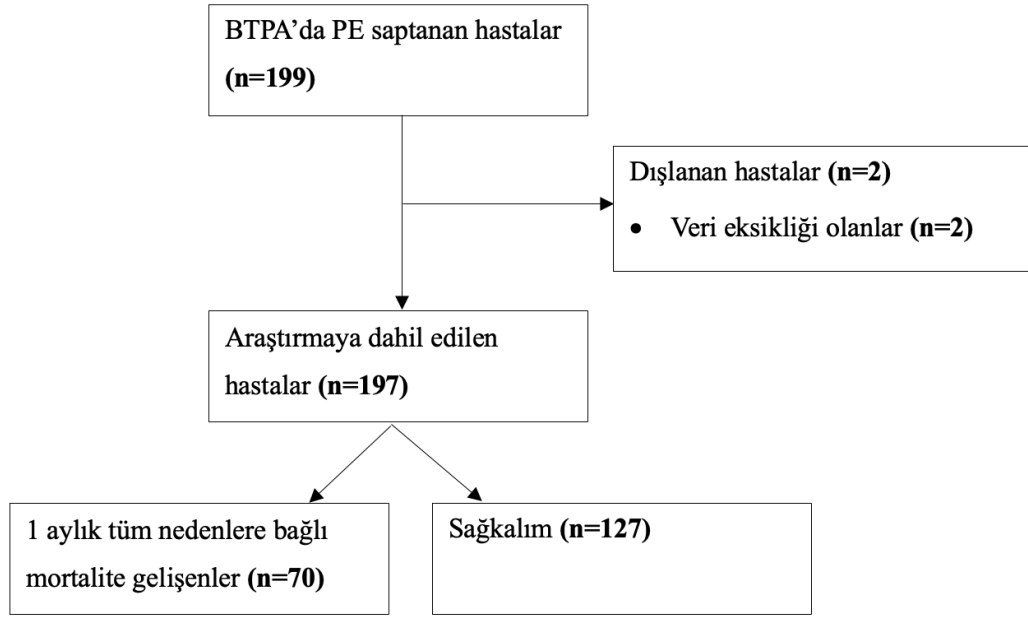 BTPA’da PE saptanan hastalar
(n=199)
Dışlanan hastalar (n=2)
• Veri eksikliği olanlar (n=2)
Araştırmaya dahil edilen
hastalar (n=197)
1 aylık tüm nedenlere bağlı
mortalite gelişenler (n=70)
Sağkalım (n=127)